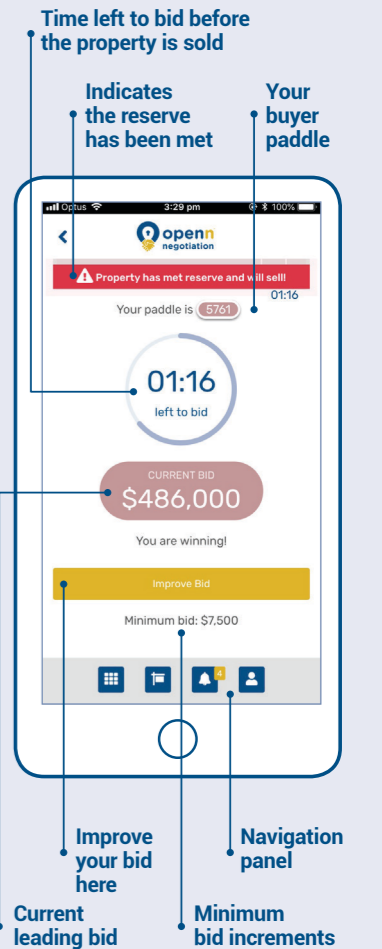 Time left to bid before
the property is sold
Indicates
the reserve
has been met
Your
buyer
paddle
Optus 3:29 pm 100%
openn
negotiation
Property has met reserve and will sell!
01:16
Your paddle is 5761
01:16
left to bid
CURRENT BID
$486,000
You are winning!
Improve Bid
Minimum bid: $7,500
4
Improve
your bid
here
Navigation
panel
Current
leading bid
Minimum
bid increments